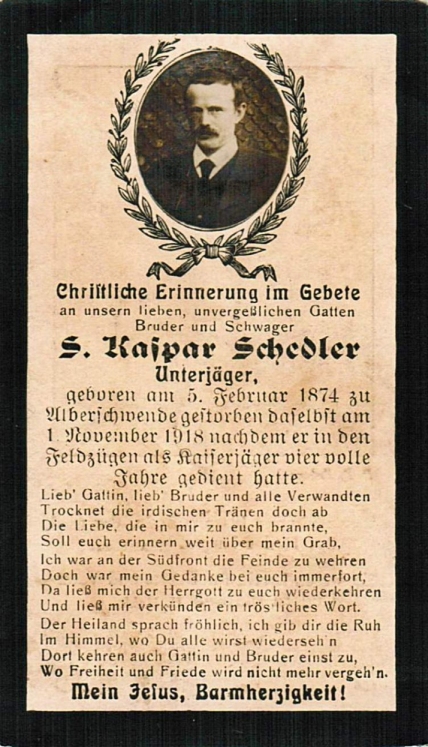 Christliche Erinnerung im Gebete
an unsern lieben, unvergeßlichen Gatten
Bruder und Schwager
S. Kaspar Schedler
Unterjäger,
geboren am 5. Februar 1874 zu
Alberschwende gestorben daselbst am
1. November 1918 nachdem er in den
Feldzügen als Kaiserjäger vier volle
Jahre gedient hatte.
Lieb' Gattin, lieb' Bruder und alle Verwandten
Trocknet die irdischen Tränen doch ab
Die Liebe, die in mir zu euch brannte,
Soll euch erinnern weit über mein Grab,
Ich war an der Südfront die Feinde zu wehren
Doch war mein Gedanke bei euch immerfort,
Da ließ mich der Herrgott zu euch wiederkehren
Und ließ mir verkünden ein trös liches Wort.
Der Heiland sprach fröhlich, ich gib dir die Ruh
Im Himmel, wo Du alle wirst wiederseh'n
Dort kehren auch Gattin und Bruder einst zu,
Wo Freiheit und Friede wird nicht mehr vergeh'n.
Mein Jesus, Barmherzigkeit!